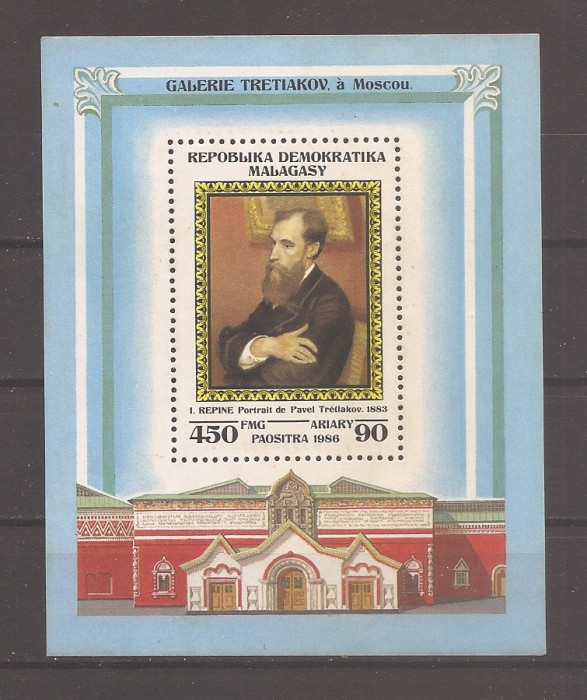 GALERIE TRETIAKOV. à Moscou.
REPOBLIKA DEMOKRATIKA
MALAGASY
I. REPINE Portrait de Pavel Trétiakov. 1883
450 FMG ARIARY 90
PAOSITRA 1986